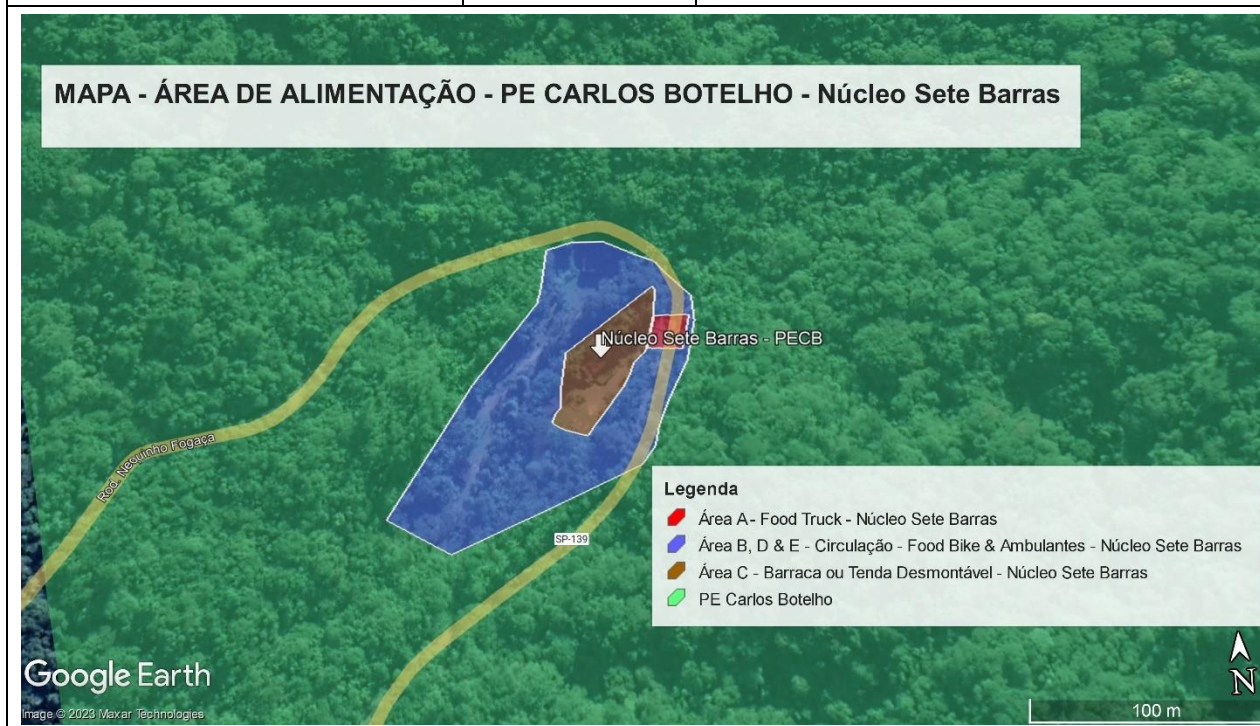 MAPA - ÁREA DE ALIMENTAÇÃO - PE CARLOS BOTELHO - Núcleo Sete Barras
Núcleo Sete Barras - PECB
Rod. Nequinho Fogaça
SP-139
Legenda
Área A - Food Truck - Núcleo Sete Barras
Área B, D & E - Circulação - Food Bike & Ambulantes - Núcleo Sete Barras
Área C - Barraca ou Tenda Desmontável - Núcleo Sete Barras
PE Carlos Botelho
Google Earth
Image © 2023 Maxar Technologies
N
100 m